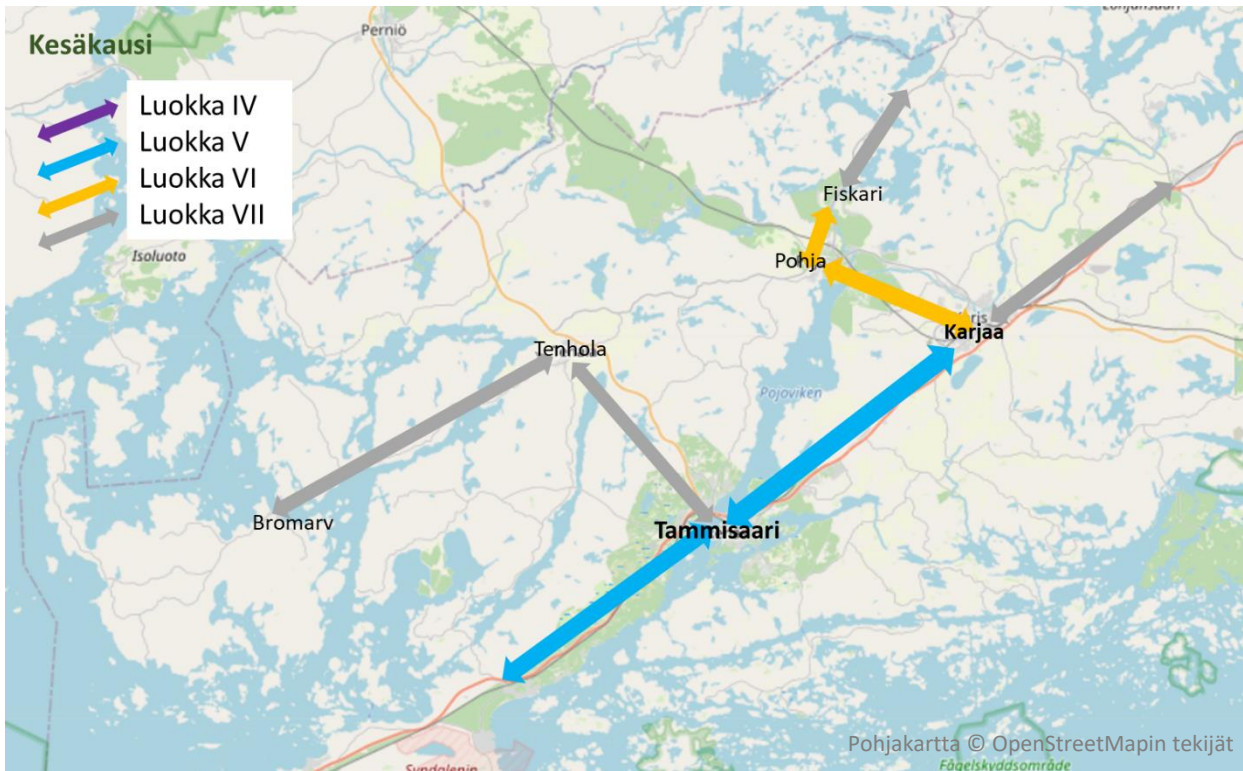 Kesäkausi
Luokka IV
Luokka V
Luokka VI
Luokka VII
Perniö
Isoluoto
Fiskari
Pohja
Karjaa
Tenhola
Pojoviken
Bromarv
Tammisaari
Pohjakartta © OpenStreetMapin tekijät
Fågelskyddsområde